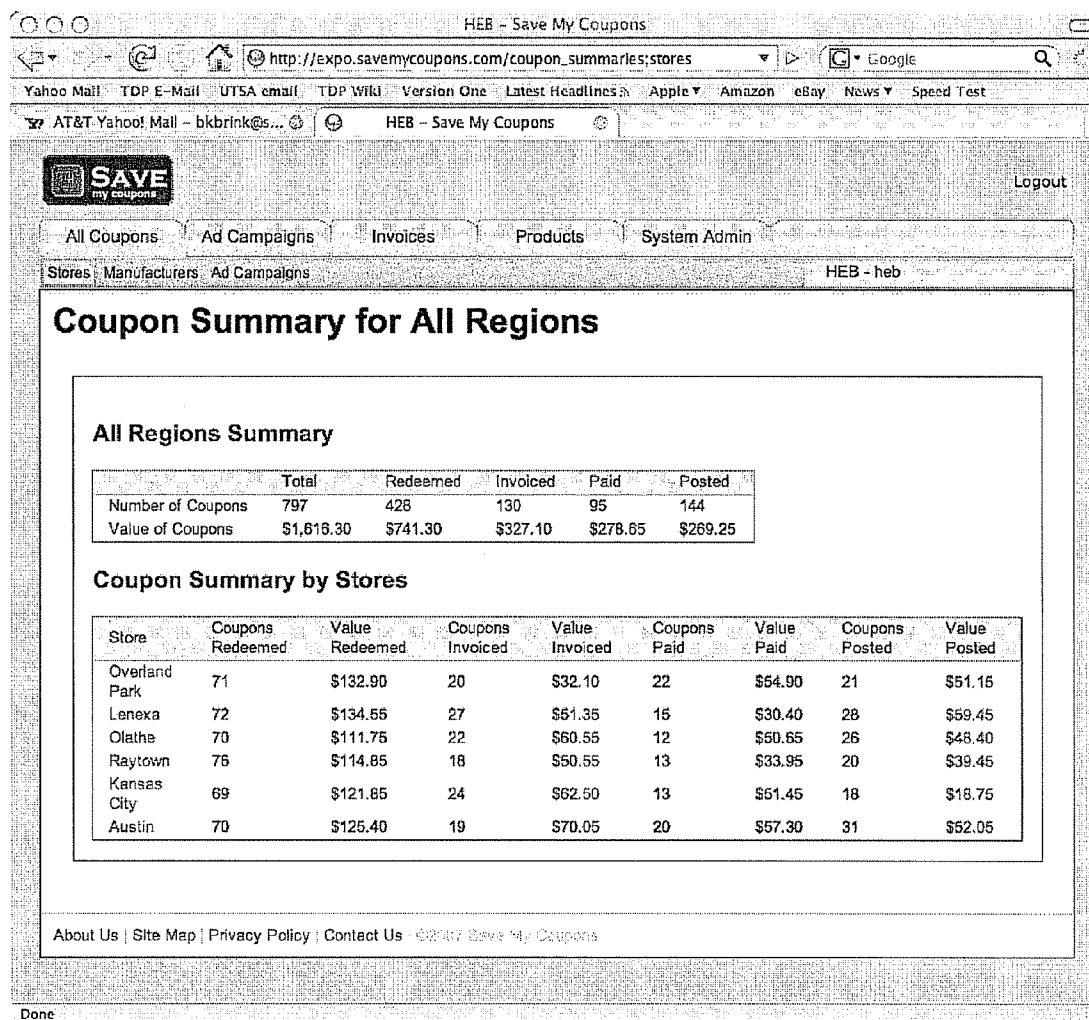 HEB – Save My Coupons
http://expo.savemycoupons.com/coupon_summaries;stores
G Google
Yahoo Mail TDP E-Mail UTSA email TDP Wiki Version One Latest Headlines Apple Amazon eBay News Speed Test
AT&T Yahoo! Mail – bkbrink@s... HEB – Save My Coupons
SAVE
my coupons
Logout
All Coupons Ad Campaigns Invoices Products System Admin
Stores Manufacturers Ad Campaigns HEB - heb
Coupon Summary for All Regions
All Regions Summary
Total Redeemed Invoiced Paid Posted
Number of Coupons 797 428 130 95 144
Value of Coupons $1,616.30 $741.30 $327.10 $278.65 $269.25
Coupon Summary by Stores
Store Coupons Redeemed Value Redeemed Coupons Invoiced Value Invoiced Coupons Paid Value Paid Coupons Posted Value Posted
Overland Park 71 $132.90 20 $32.10 22 $54.90 21 $51.15
Lenexa 72 $134.55 27 $51.35 15 $30.40 28 $59.45
Olathe 70 $111.75 22 $60.55 12 $50.65 26 $48.40
Raytown 76 $114.85 18 $50.55 13 $33.95 20 $39.45
Kansas City 69 $121.85 24 $62.50 13 $51.45 18 $18.75
Austin 70 $125.40 19 $70.05 20 $57.30 31 $52.05
About Us | Site Map | Privacy Policy | Contact Us ©2007 Save My Coupons
Done